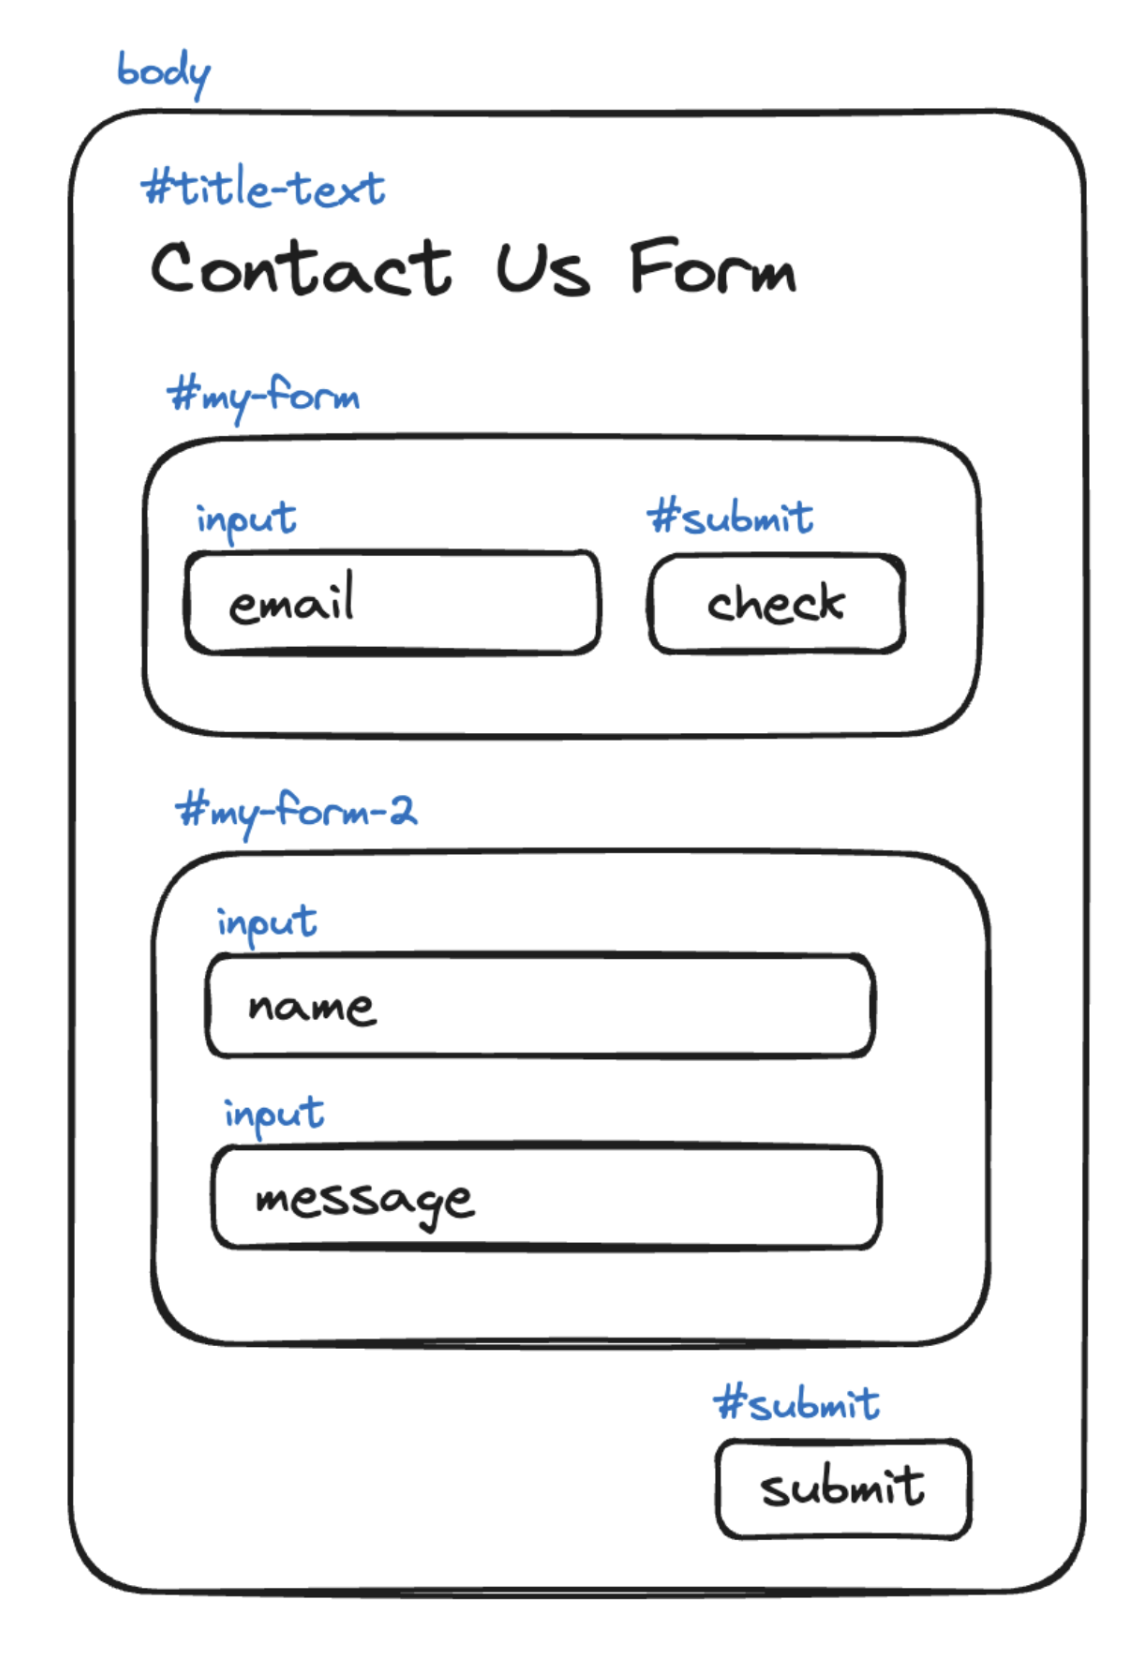 body
#title-text
Contact Us Form
#my-form
input #submit
email check
#my-form-2
input
name
input
message
#submit
submit